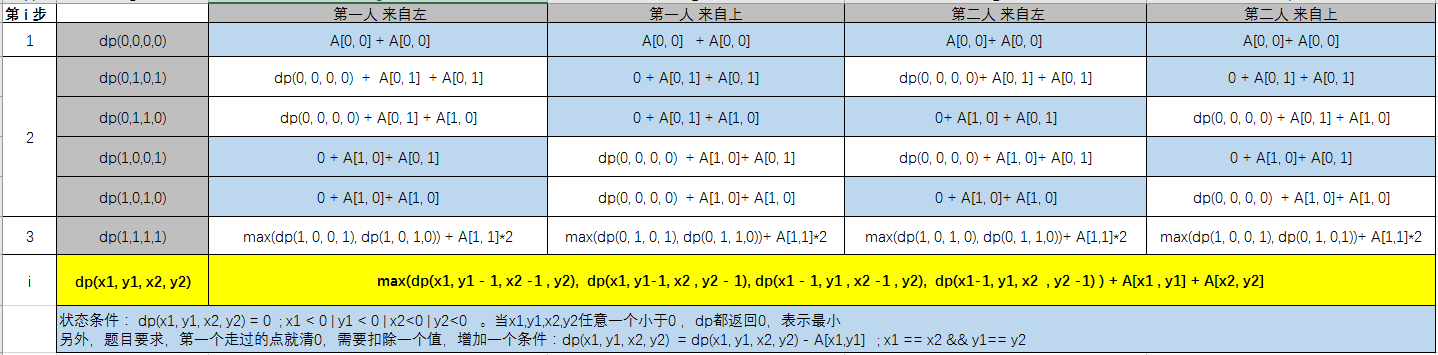 第 i 步 第一人 来自左 第一人 来自上 第二人 来自左 第二人 来自上
1 dp(0,0,0,0) A[0, 0] + A[0, 0] A[0, 0] + A[0, 0] A[0, 0]+ A[0, 0] A[0, 0]+ A[0, 0]
dp(0,1,0,1) dp(0, 0, 0, 0) + A[0, 1] + A[0, 1] 0 + A[0, 1] + A[0, 1] dp(0, 0, 0, 0)+ A[0, 1] + A[0, 1] 0 + A[0, 1] + A[0, 1]
dp(0,1,1,0) dp(0, 0, 0, 0) + A[0, 1] + A[1, 0] 0 + A[0, 1] + A[1, 0] 0+ A[1, 0] + A[0, 1] dp(0, 0, 0, 0) + A[0, 1] + A[1, 0]
2
dp(1,0,0,1) 0 + A[1, 0]+ A[0, 1] dp(0, 0, 0, 0) + A[1, 0]+ A[0, 1] dp(0, 0, 0, 0) + A[1, 0]+ A[0, 1] 0 + A[1, 0]+ A[0, 1]
dp(1,0,1,0) 0 + A[1, 0]+ A[1, 0] dp(0, 0, 0, 0) + A[1, 0]+ A[1, 0] 0 + A[1, 0]+ A[1, 0] dp(0, 0, 0, 0) + A[1, 0]+ A[1, 0]
3 dp(1,1,1,1) max(dp(1, 0, 0, 1), dp(1, 0, 1,0)) + A[1, 1]*2 max(dp(0, 1, 0, 1), dp(0, 1, 1,0))+ A[1,1]*2 max(dp(1, 0, 1, 0), dp(0, 1, 1,0))+ A[1,1]*2 max(dp(1, 0, 0, 1), dp(0, 1, 0,1))+ A[1,1]*2
i dp(x1, y1, x2, y2) max(dp(x1, y1 - 1, x2 -1 , y2), dp(x1, y1-1, x2 , y2 - 1), dp(x1 - 1, y1 , x2 -1 , y2), dp(x1-1, y1, x2 , y2 -1) ) + A[x1 , y1] + A[x2, y2]
状态条件： dp(x1, y1, x2, y2) = 0 ; x1 < 0 | y1 < 0 | x2<0 | y2<0 。当x1,y1,x2,y2任意一个小于0 ，dp都返回0，表示最小
另外，题目要求，第一个走过的点就清0，需要扣除一个值，增加一个条件：dp(x1, y1, x2, y2) = dp(x1, y1, x2, y2) - A[x1,y1] ; x1 == x2 && y1== y2